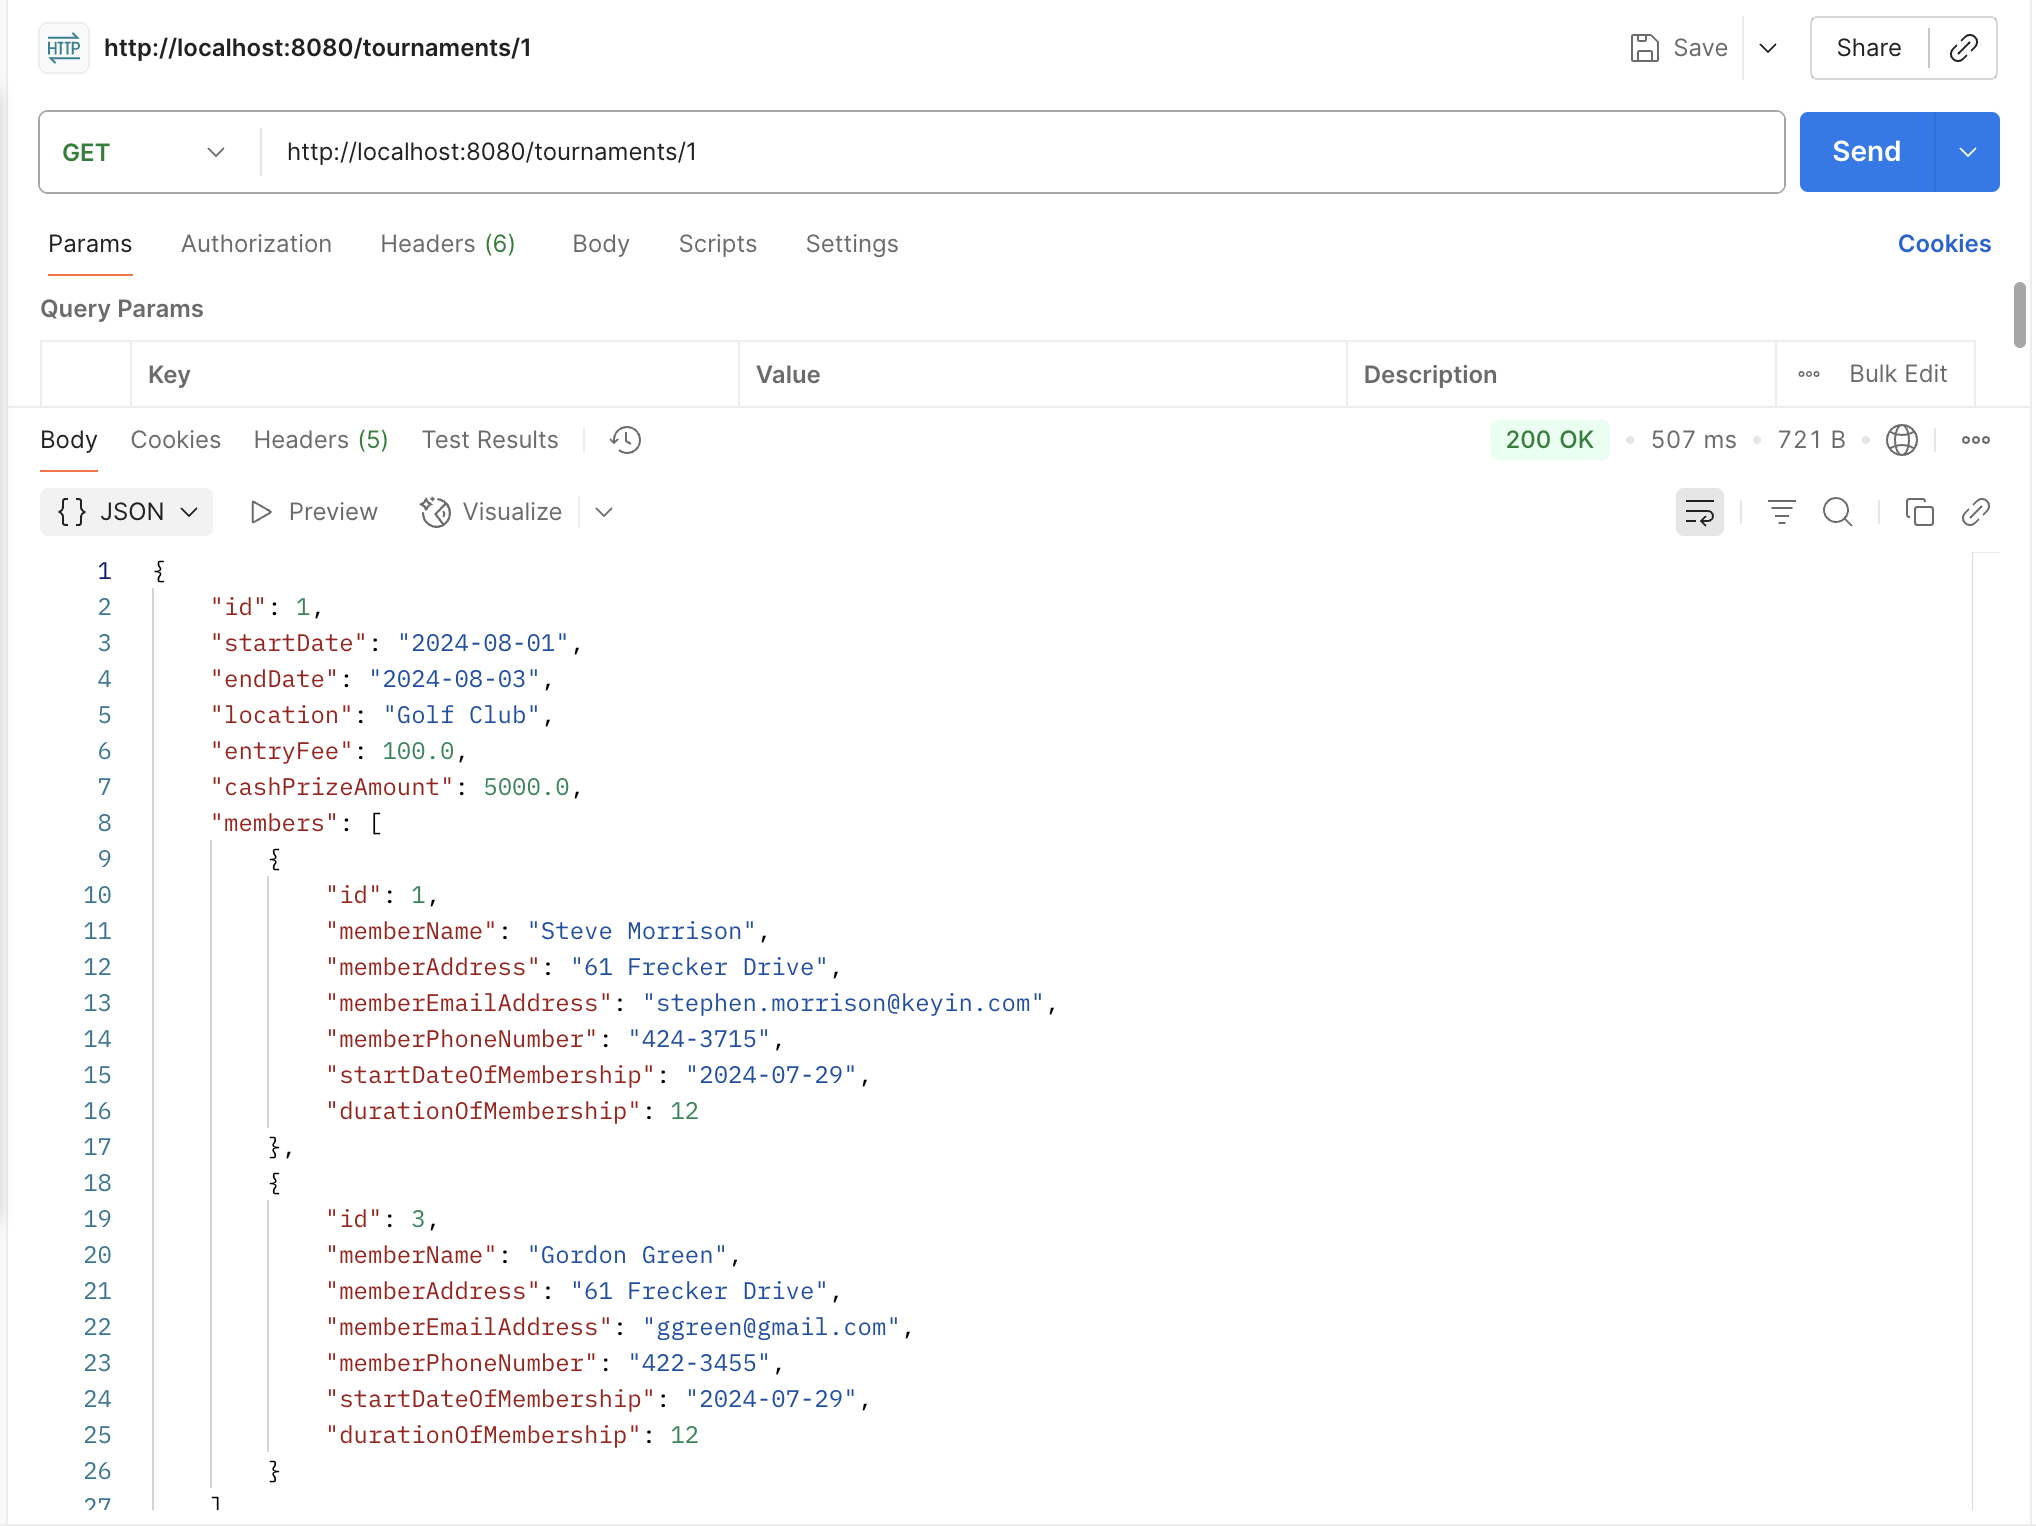 HTTP http://localhost:8080/tournaments/1 Save Share
GET http://localhost:8080/tournaments/1 Send
Params Authorization Headers (6) Body Scripts Settings Cookies
Query Params
Key Value Description Bulk Edit
Body Cookies Headers (5) Test Results 200 OK 507 ms 721 B
{} JSON Preview Visualize
1 {
2 "id": 1,
3 "startDate": "2024-08-01",
4 "endDate": "2024-08-03",
5 "location": "Golf Club",
6 "entryFee": 100.0,
7 "cashPrizeAmount": 5000.0,
8 "members": [
9 {
10 "id": 1,
11 "memberName": "Steve Morrison",
12 "memberAddress": "61 Frecker Drive",
13 "memberEmailAddress": "stephen.morrison@keyin.com",
14 "memberPhoneNumber": "424-3715",
15 "startDateOfMembership": "2024-07-29",
16 "durationOfMembership": 12
17 },
18 {
19 "id": 3,
20 "memberName": "Gordon Green",
21 "memberAddress": "61 Frecker Drive",
22 "memberEmailAddress": "ggreen@gmail.com",
23 "memberPhoneNumber": "422-3455",
24 "startDateOfMembership": "2024-07-29",
25 "durationOfMembership": 12
26 }
27 ]